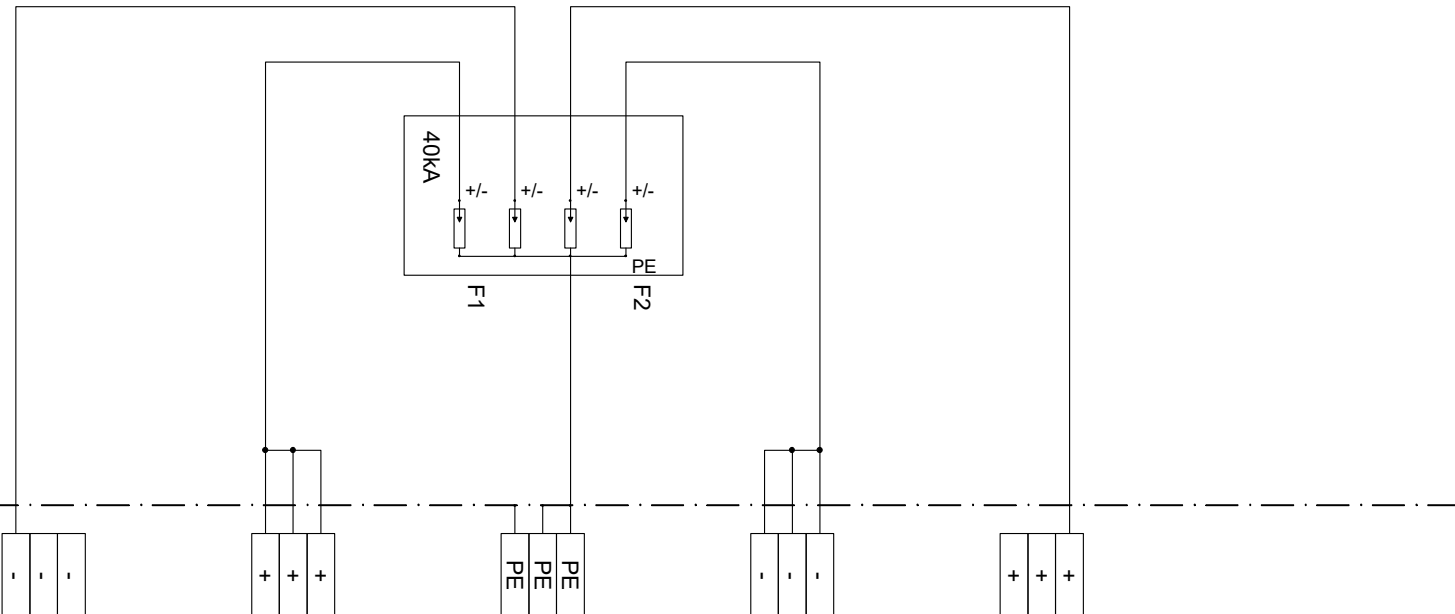 40kA
+/- +/- +/- +/-
PE
F1 F2
- - - + + + PE PE PE - - - + + +